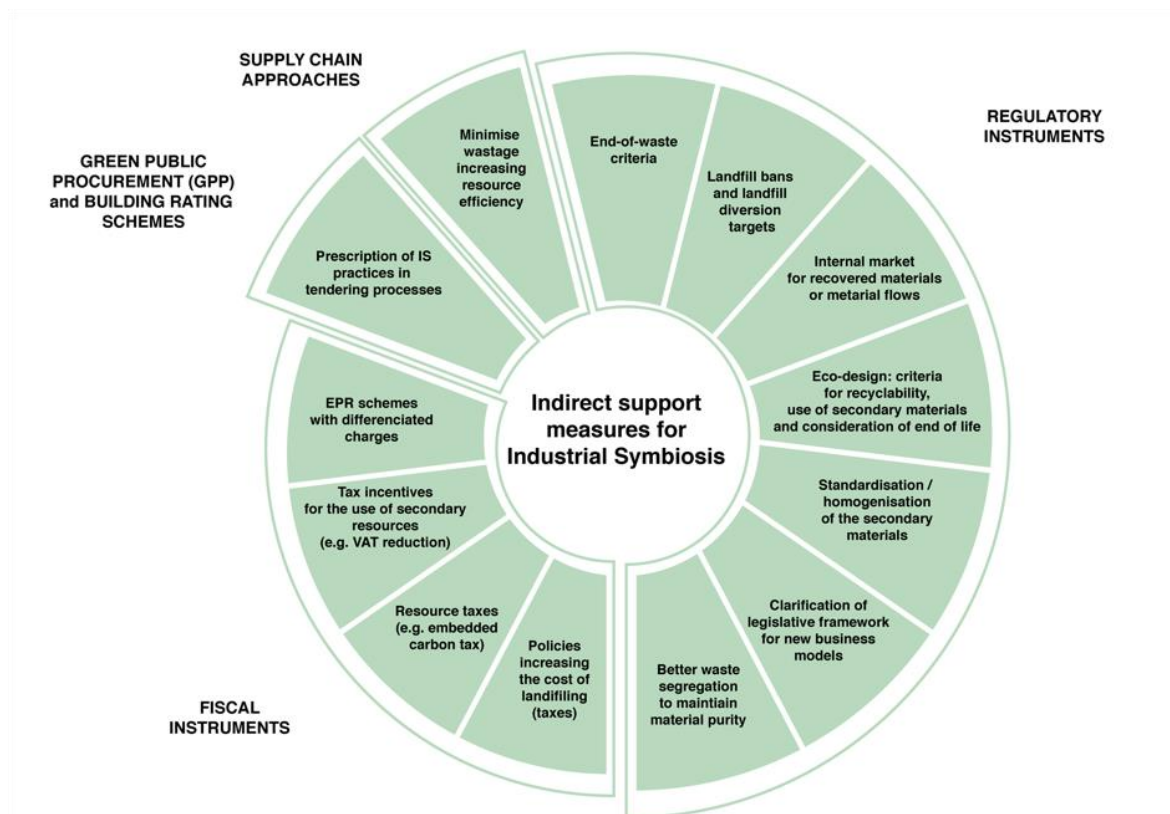 SUPPLY CHAIN
APPROACHES
REGULATORY
INSTRUMENTS
GREEN PUBLIC
PROCUREMENT (GPP)
and BUILDING RATING
SCHEMES
Minimise
wastage
increasing
resource
efficiency
End-of-waste
criteria
Landfill bans
and landfill
diversion
targets
Prescription of IS
practices in
tendering processes
Internal market
for recovered materials
or metarial flows
Eco-design: criteria
for recyclability,
use of secondary materials
and consideration of end of life
EPR schemes
with differenciated
charges
Indirect support
measures for
Industrial Symbiosis
Standardisation /
homogenisation
of the secondary
materials
Tax incentives
for the use of secondary
resources
(e.g. VAT reduction)
Resource taxes
(e.g. embedded
carbon tax)
Policies
increasing
the cost of
landifiling
(taxes)
Better waste
segregation
to maintiain
material purity
Clarification of
legislative framework
for new business
models
FISCAL
INSTRUMENTS